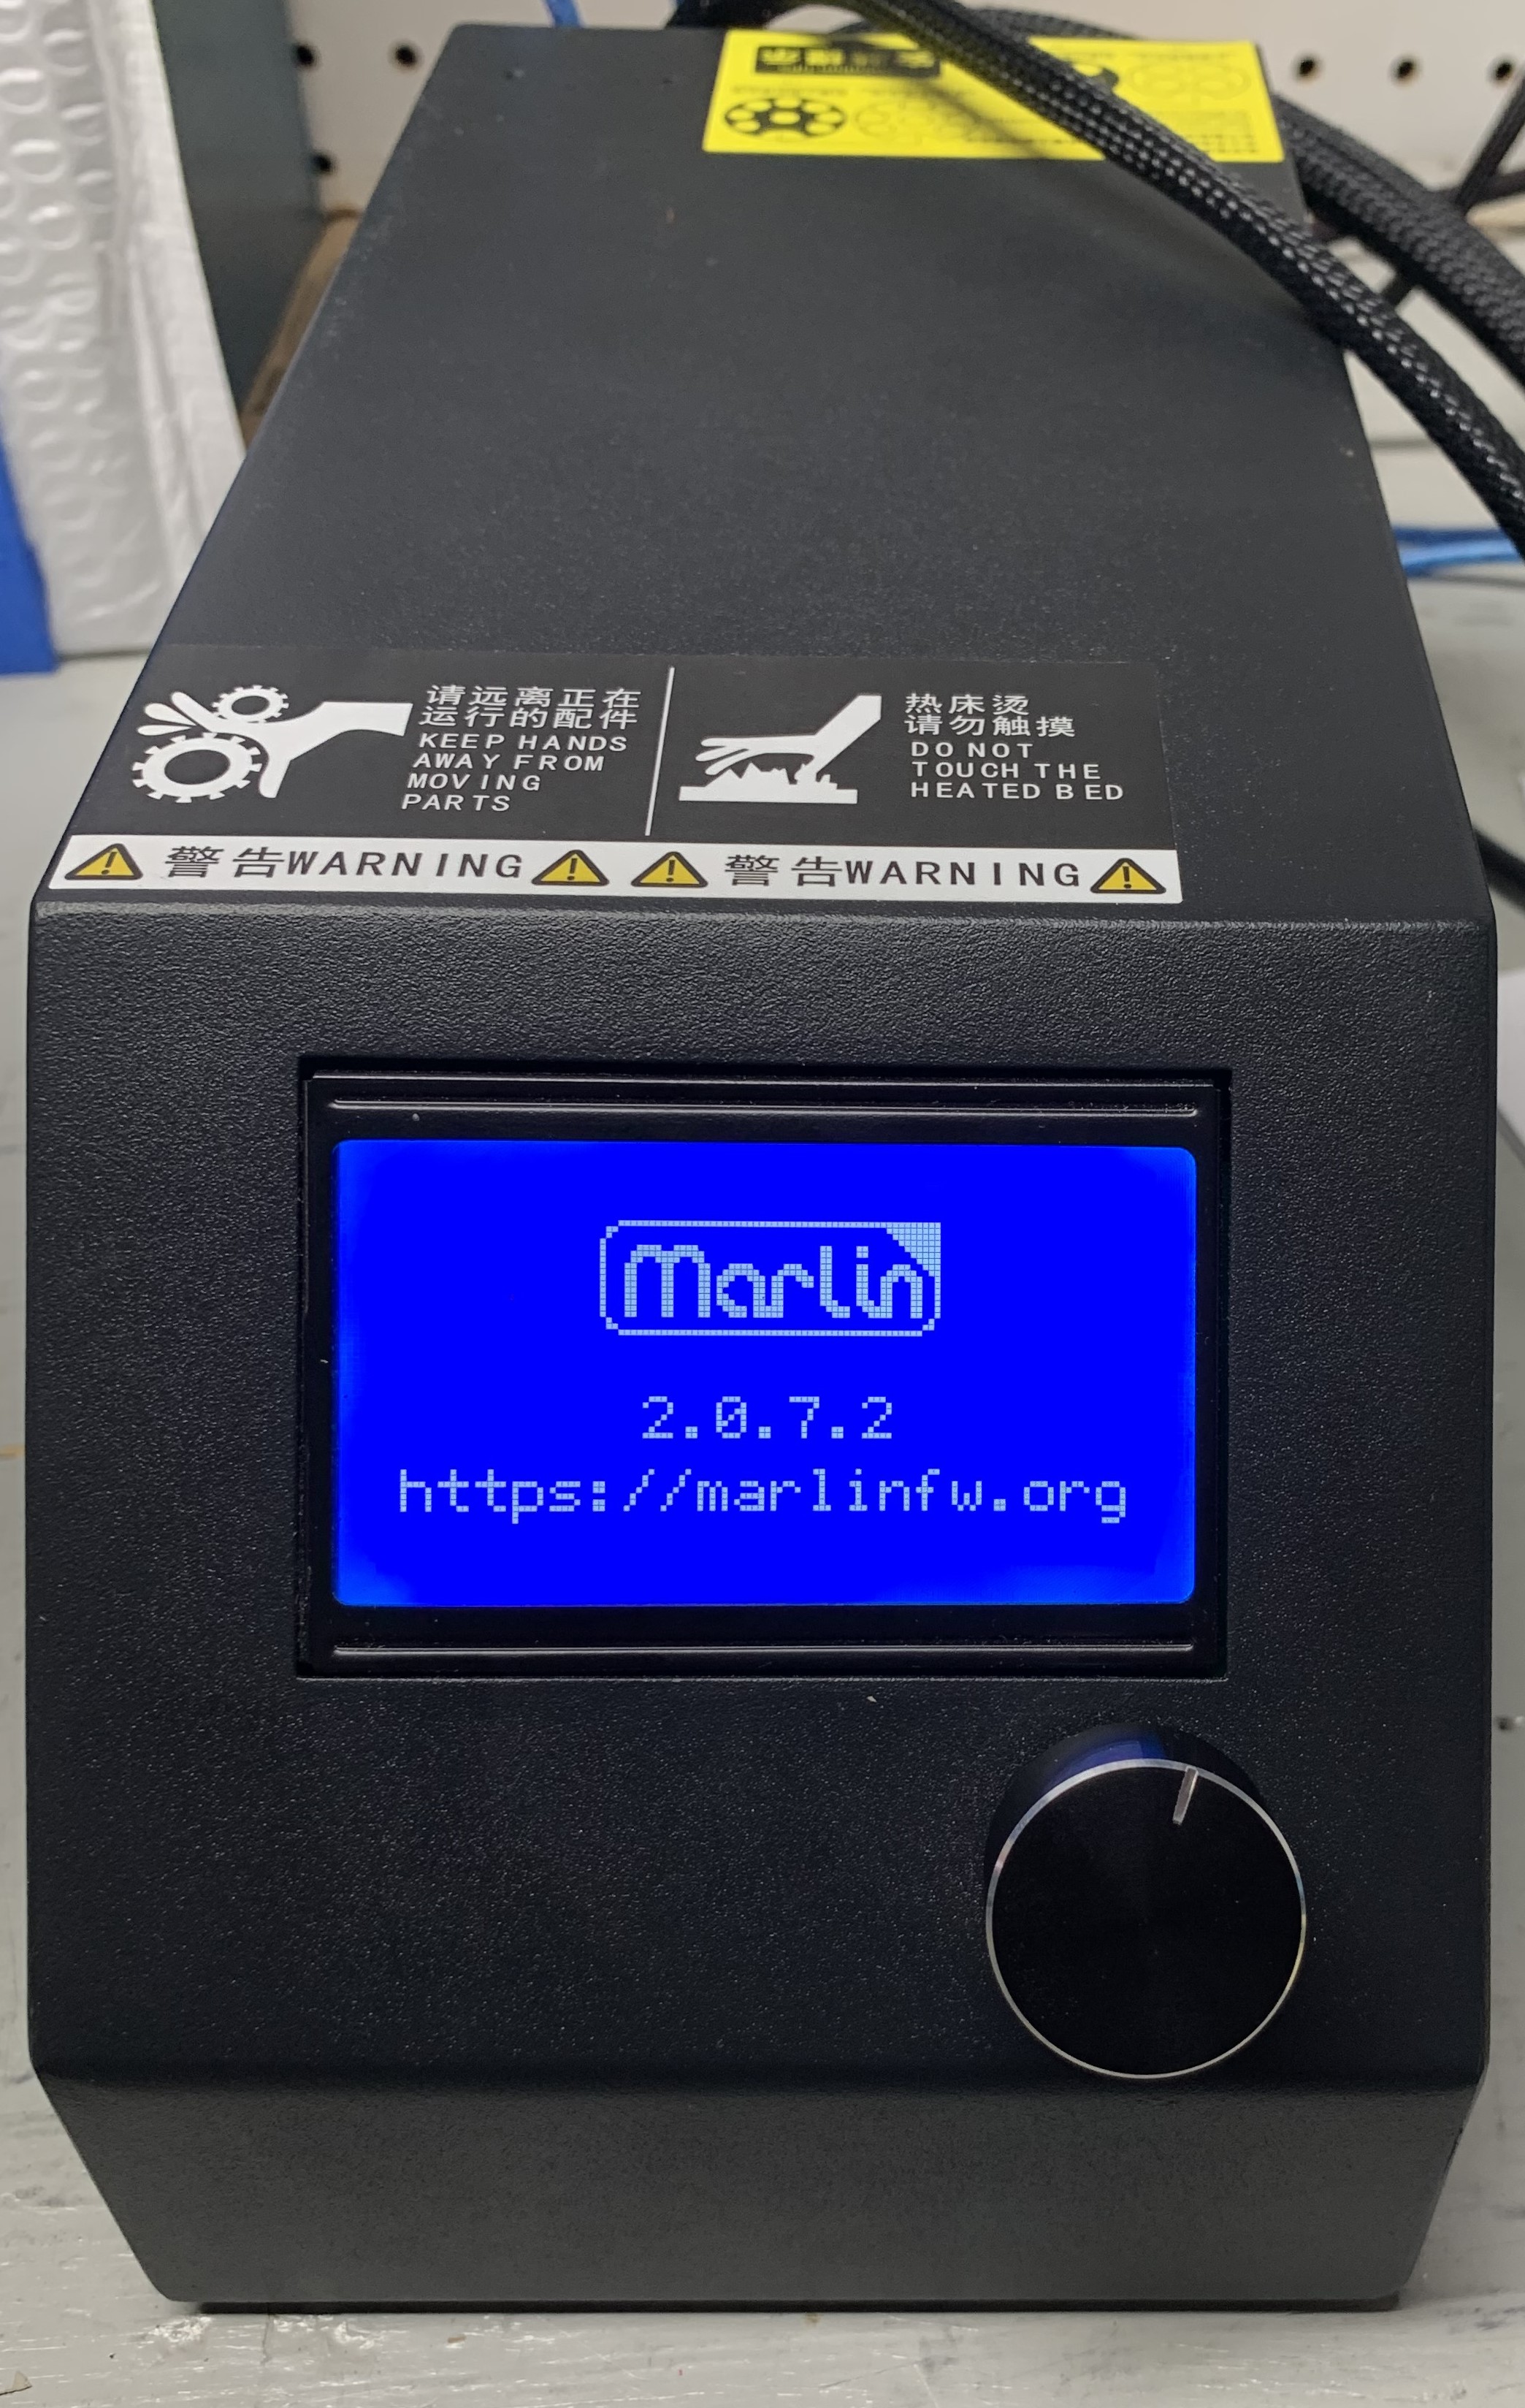 请远离正在
运行的配件
KEEP HANDS
AWAY FROM
MOVING
PARTS
热床烫
请勿触摸
DO NOT
TOUCH THE
HEATED BED
警告WARNING
警告WARNING
Marlin
2.0.7.2
https://marlinfw.org